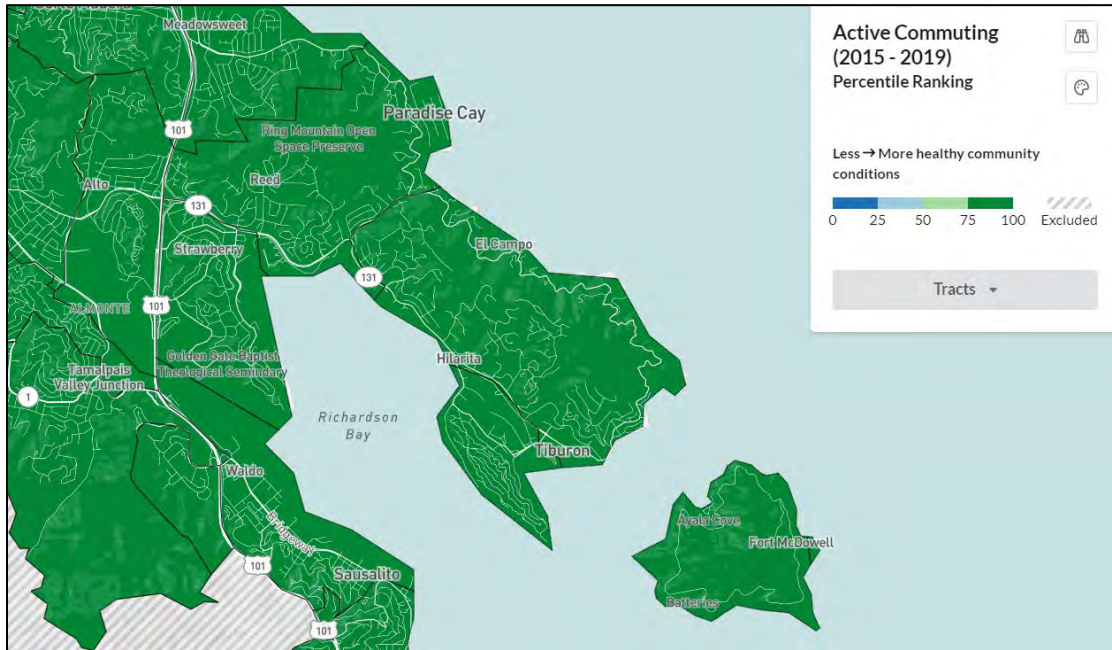 Meadowsweet
Paradise Cay
101
Ring Mountain Open
Space Preserve
Reed
Alto
131
Strawberry
El Campo
131
101
ALMONTE
Golden Gate Baptist
Theological Seminary
Hilarita
Tamalpais
Valley Junction
1
Richardson
Bay
Tiburon
Waldo
Bridgeway
Ayala Cove
Fort McDowell
101
Sausalito
Batteries
101
Active Commuting
(2015 - 2019)
Percentile Ranking
Less → More healthy community
conditions
0 25 50 75 100 Excluded
Tracts